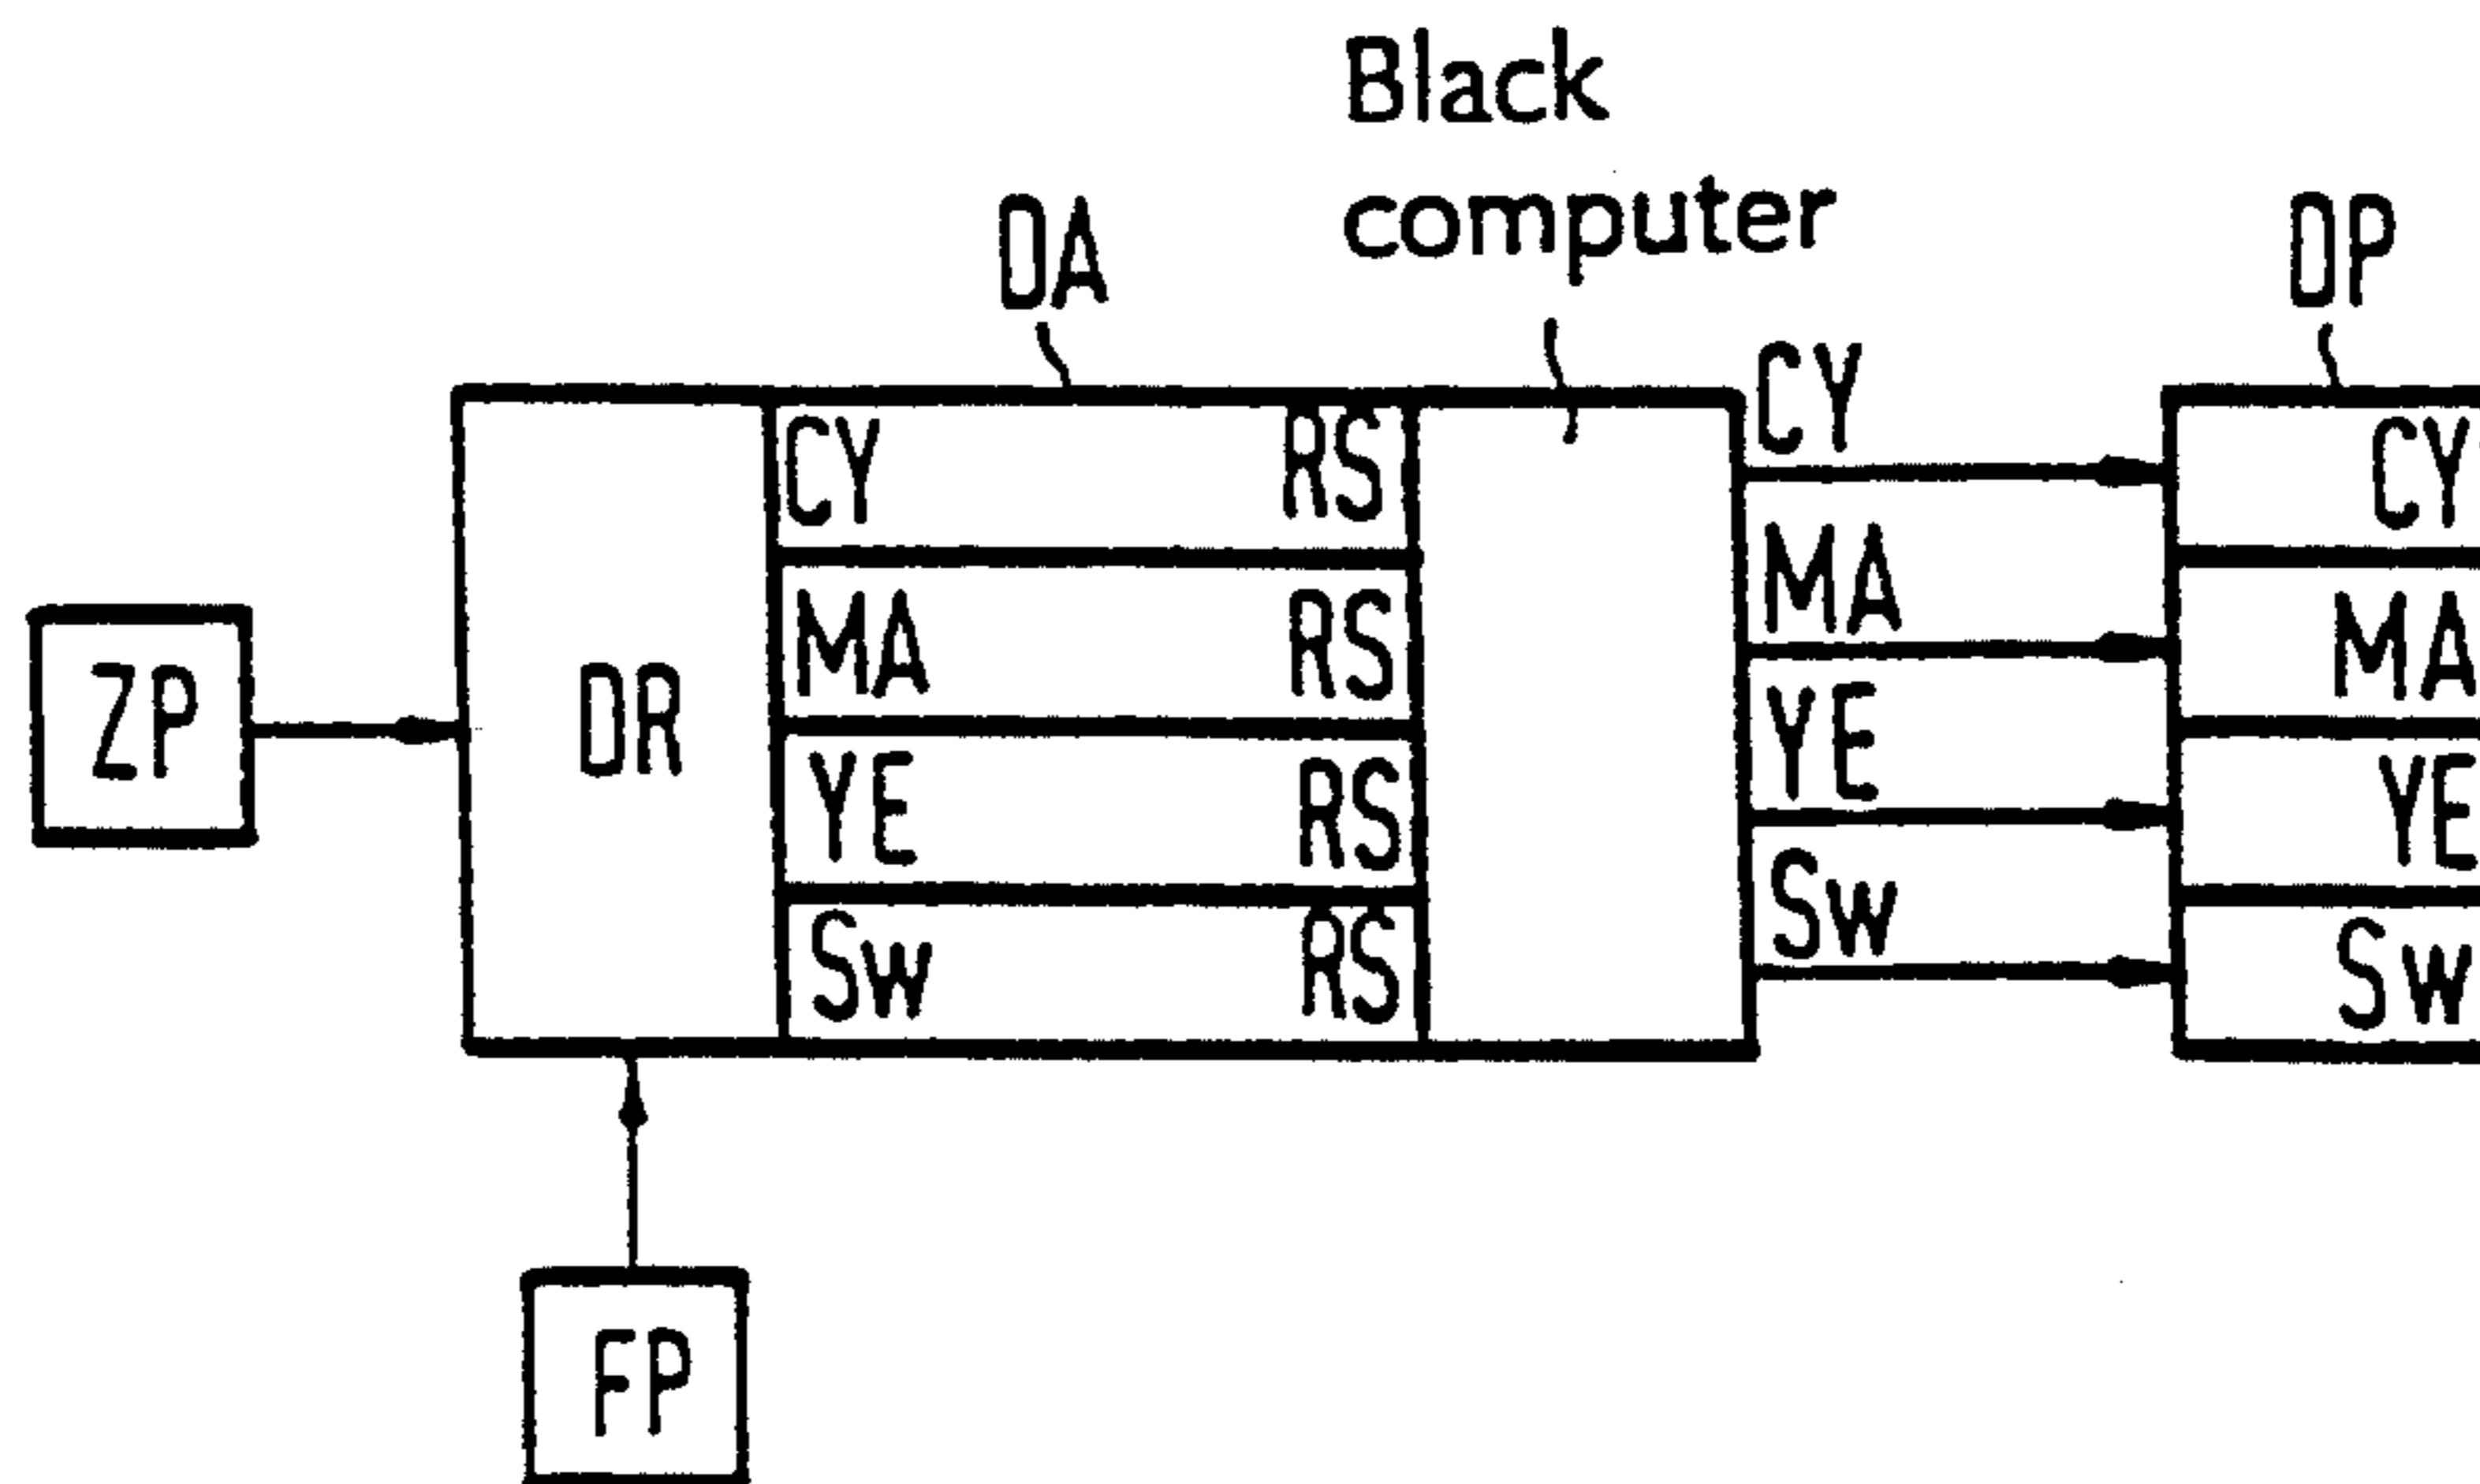 Black
computer
DA
DP
CY RS
CY
CY
MA RS
MA
MA
ZP
DR
YE RS
YE
YE
Sw RS
Sw
Sw
FP